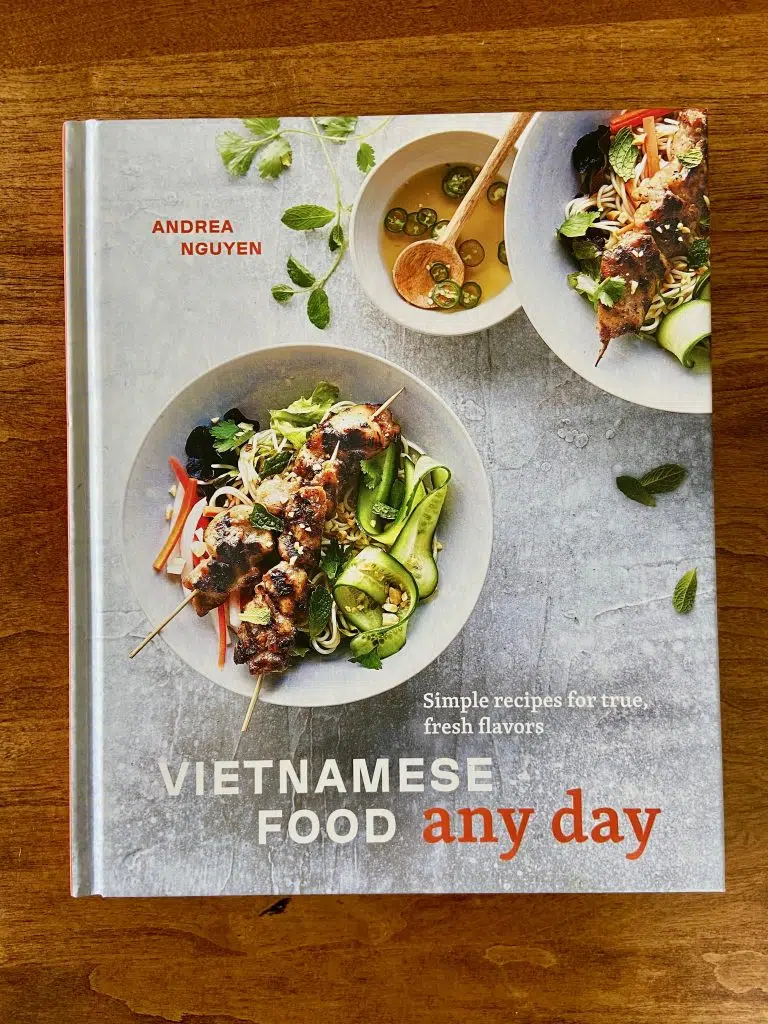 ANDREA
NGUYEN
Simple recipes for true,
fresh flavors
VIETNAMESE
FOOD any day